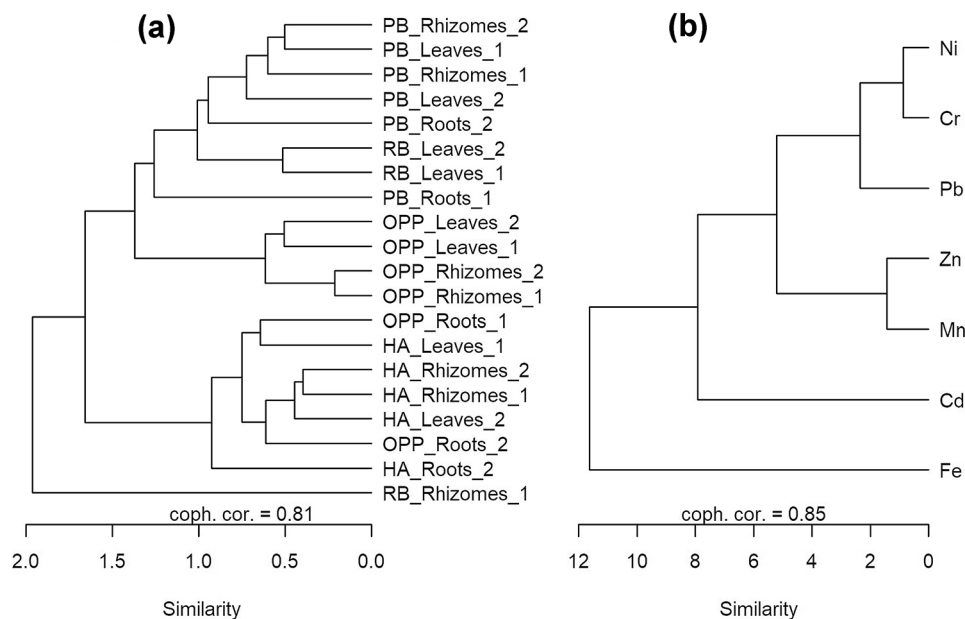 (a)
PB_Rhizomes_2
PB_Leaves_1
PB_Rhizomes_1
PB_Leaves_2
PB_Roots_2
RB_Leaves_2
RB_Leaves_1
PB_Roots_1
OPP_Leaves_2
OPP_Leaves_1
OPP_Rhizomes_2
OPP_Rhizomes_1
OPP_Roots_1
HA_Leaves_1
HA_Rhizomes_2
HA_Rhizomes_1
HA_Leaves_2
OPP_Roots_2
HA_Roots_2
RB_Rhizomes_1
coph. cor. = 0.81
2.0 1.5 1.0 0.5 0.0
Similarity
(b)
Ni
Cr
Pb
Zn
Mn
Cd
Fe
coph. cor. = 0.85
12 10 8 6 4 2 0
Similarity